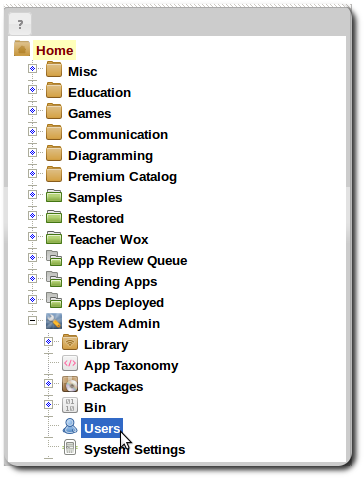 ?
Home
Misc
Education
Games
Communication
Diagramming
Premium Catalog
Samples
Restored
Teacher Wox
App Review Queue
Pending Apps
Apps Deployed
System Admin
Library
App Taxonomy
Packages
Bin
Users
System Settings